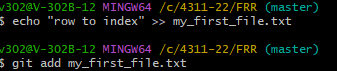 v302@V-302B-12 MINGW64 /c/4311-22/FRR (master)
$ echo "row to index" >> my_first_file.txt
v302@V-302B-12 MINGW64 /c/4311-22/FRR (master)
$ git add my_first_file.txt